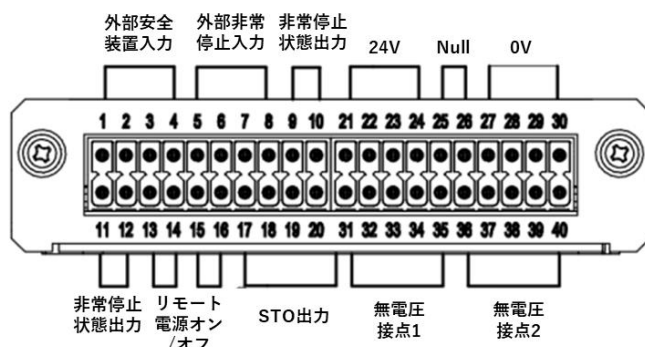 外部安全
装置入力
外部非常
停止入力
非常停止
状態出力
24V
Null
0V
1 2 3 4 5 6 7 8 9 10 21 22 23 24 25 26 27 28 29 30
11 12 13 14 15 16 17 18 19 20 31 32 33 34 35 36 37 38 39 40
非常停止
状態出力
リモート
電源オン
/オフ
STO出力
無電圧
接点1
無電圧
接点2